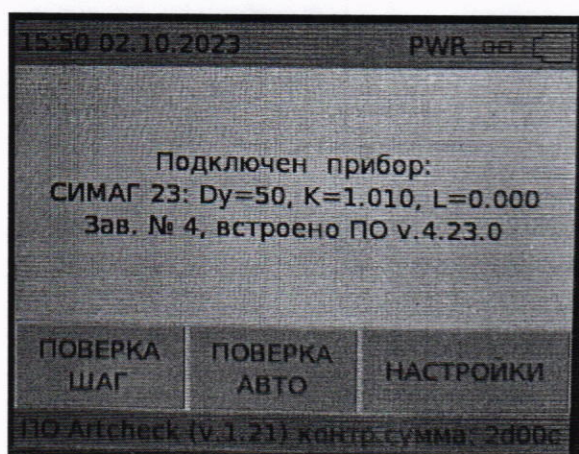 15:50 02.10.2023 PWR
Подключен прибор:
СИМАГ 23: Dy=50, K=1.010, L=0.000
Зав. № 4, встроено ПО v.4.23.0
ПОВЕРКА ШАГ
ПОВЕРКА АВТО
НАСТРОЙКИ
ПО Artcheck (v.1.21) контр.сумма: 2d00c